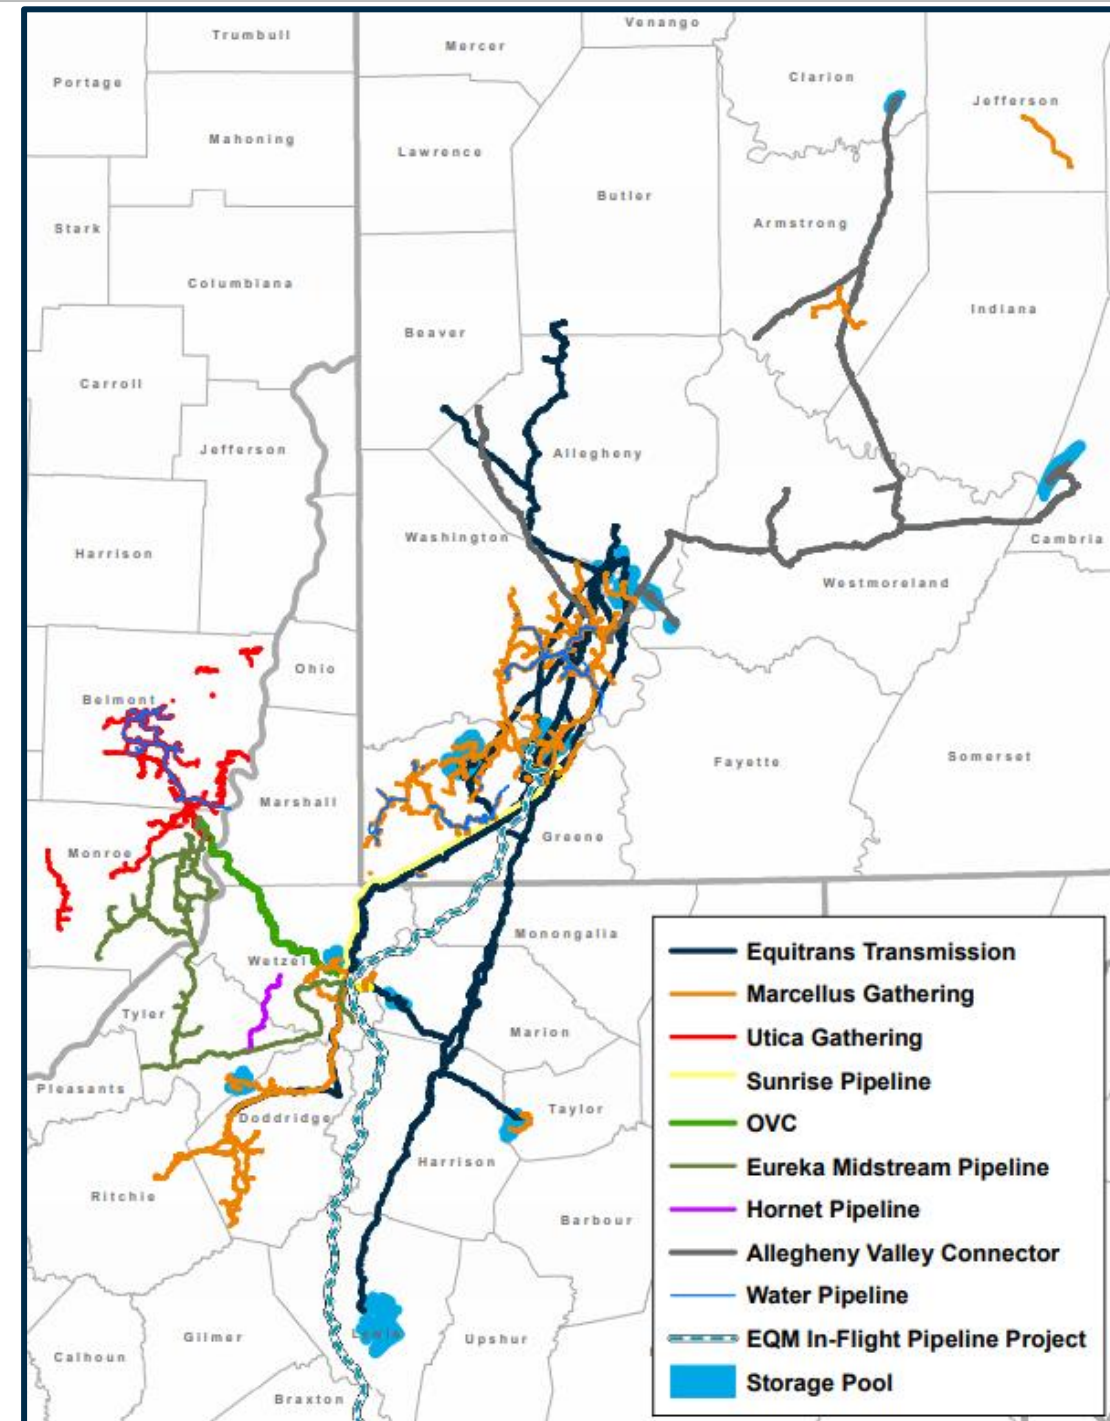 Venango
Trumbull
Mercer
Clarion
Portage
Jefferson
Mahoning
Lawrence
Butler
Armstrong
Stark
Columbiana
Indiana
Beaver
Carroll
Jefferson
Allegheny
Washington
Cambria
Harrison
Westmoreland
Ohio
Belmont
Somerset
Fayette
Marshall
Greene
Monroe
Monongalia
Wetzel
Tyler
Marion
Pleasants
Taylor
Doddridge
Harrison
Ritchie
Barbour
Lewis
Gilmer
Upshur
Calhoun
Braxton
Equitrans Transmission
Marcellus Gathering
Utica Gathering
Sunrise Pipeline
OVC
Eureka Midstream Pipeline
Hornet Pipeline
Allegheny Valley Connector
Water Pipeline
EQM In-Flight Pipeline Project
Storage Pool